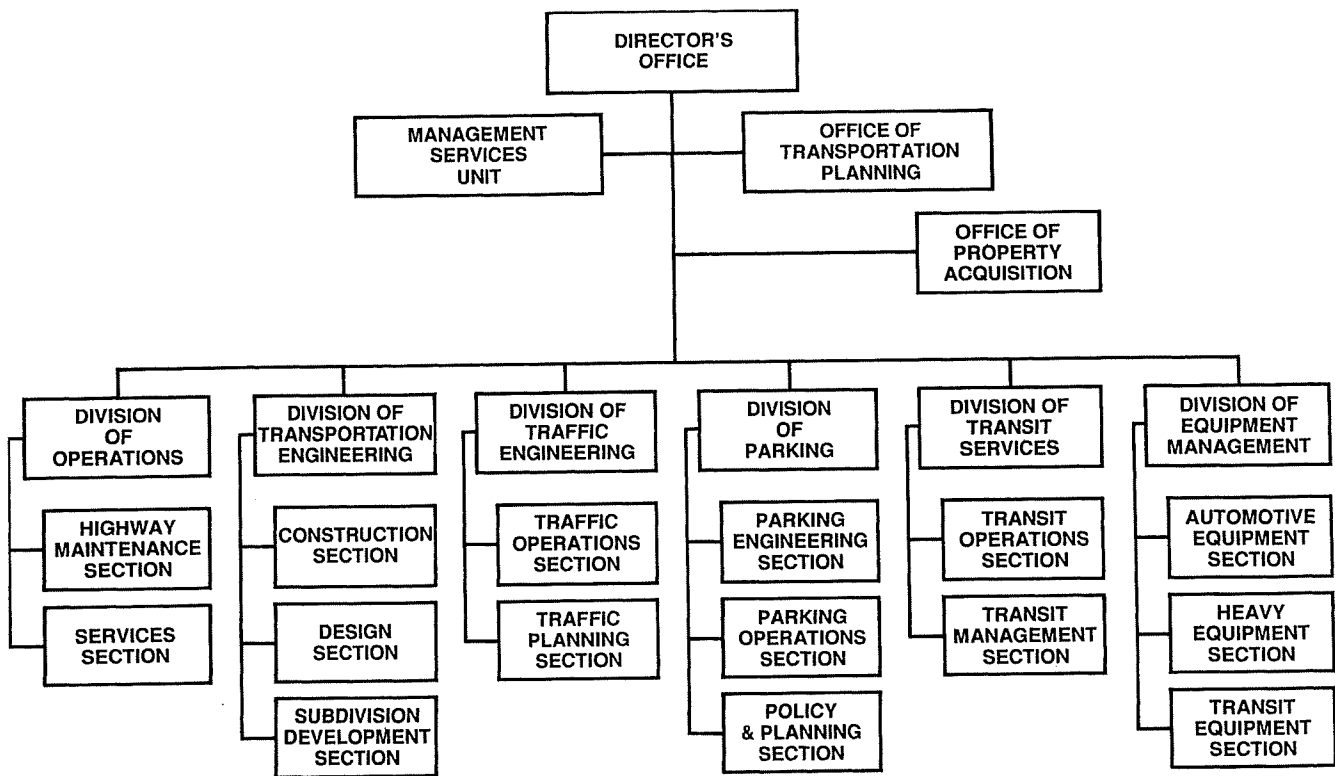 DIRECTOR'S
OFFICE
MANAGEMENT
SERVICES
UNIT
OFFICE OF
TRANSPORTATION
PLANNING
OFFICE OF
PROPERTY
ACQUISITION
DIVISION
OF
OPERATIONS
HIGHWAY
MAINTENANCE
SECTION
SERVICES
SECTION
DIVISION OF
TRANSPORTATION
ENGINEERING
CONSTRUCTION
SECTION
DESIGN
SECTION
SUBDIVISION
DEVELOPMENT
SECTION
DIVISION OF
TRAFFIC
ENGINEERING
TRAFFIC
OPERATIONS
SECTION
TRAFFIC
PLANNING
SECTION
DIVISION
OF
PARKING
PARKING
ENGINEERING
SECTION
PARKING
OPERATIONS
SECTION
POLICY
& PLANNING
SECTION
DIVISION OF
TRANSIT
SERVICES
TRANSIT
OPERATIONS
SECTION
TRANSIT
MANAGEMENT
SECTION
DIVISION OF
EQUIPMENT
MANAGEMENT
AUTOMOTIVE
EQUIPMENT
SECTION
HEAVY
EQUIPMENT
SECTION
TRANSIT
EQUIPMENT
SECTION